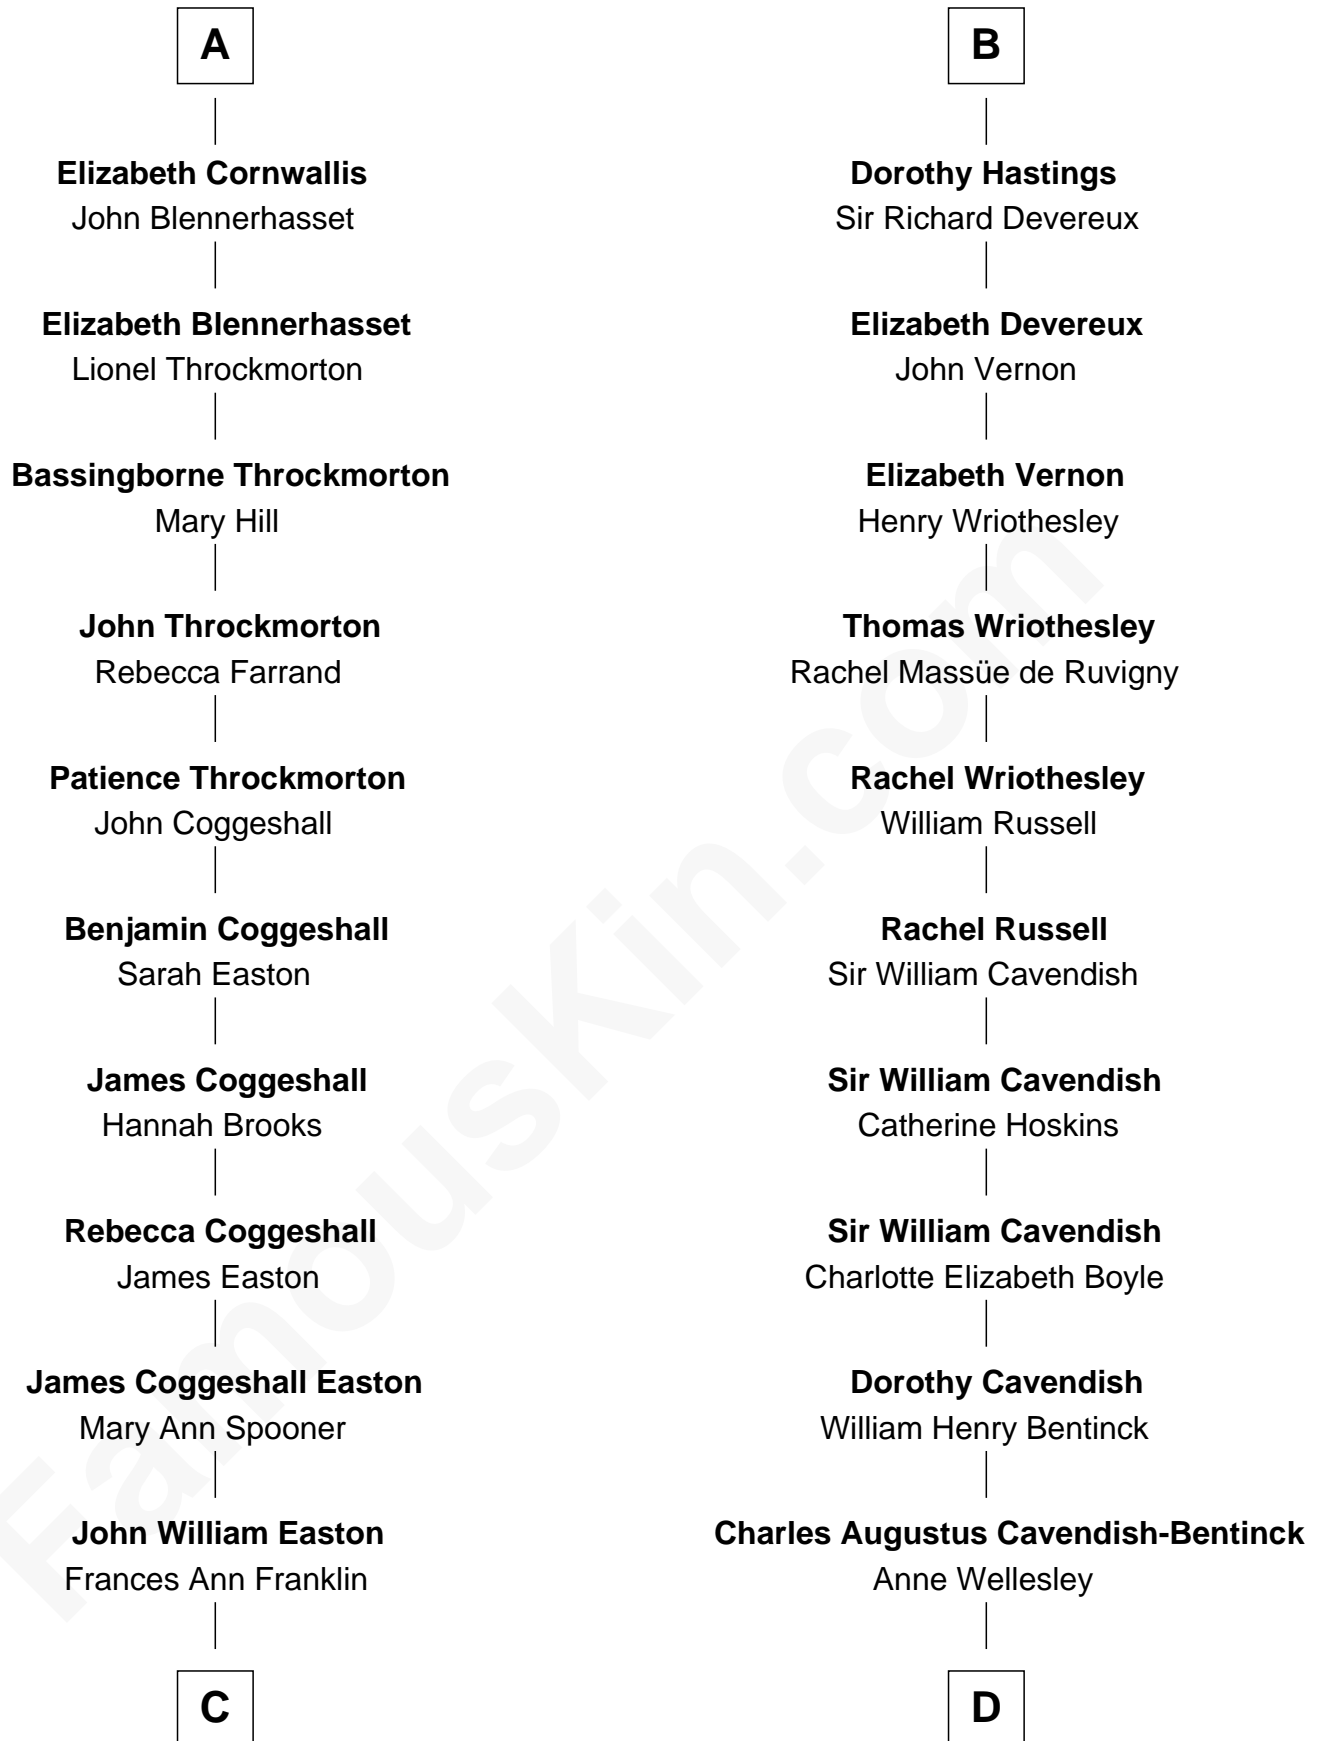 A
Elizabeth Cornwallis
John Blennerhasset
Elizabeth Blennerhasset
Lionel Throckmorton
Bassingborne Throckmorton
Mary Hill
John Throckmorton
Rebecca Farrand
Patience Throckmorton
John Coggeshall
Benjamin Coggeshall
Sarah Easton
James Coggeshall
Hannah Brooks
Rebecca Coggeshall
James Easton
James Coggeshall Easton
Mary Ann Spooner
John William Easton
Frances Ann Franklin
C
B
Dorothy Hastings
Sir Richard Devereux
Elizabeth Devereux
John Vernon
Elizabeth Vernon
Henry Wriothesley
Thomas Wriothesley
Rachel Massüe de Ruvigny
Rachel Wriothesley
William Russell
Rachel Russell
Sir William Cavendish
Sir William Cavendish
Catherine Hoskins
Sir William Cavendish
Charlotte Elizabeth Boyle
Dorothy Cavendish
William Henry Bentinck
Charles Augustus Cavendish-Bentinck
Anne Wellesley
D
FamousKin.com